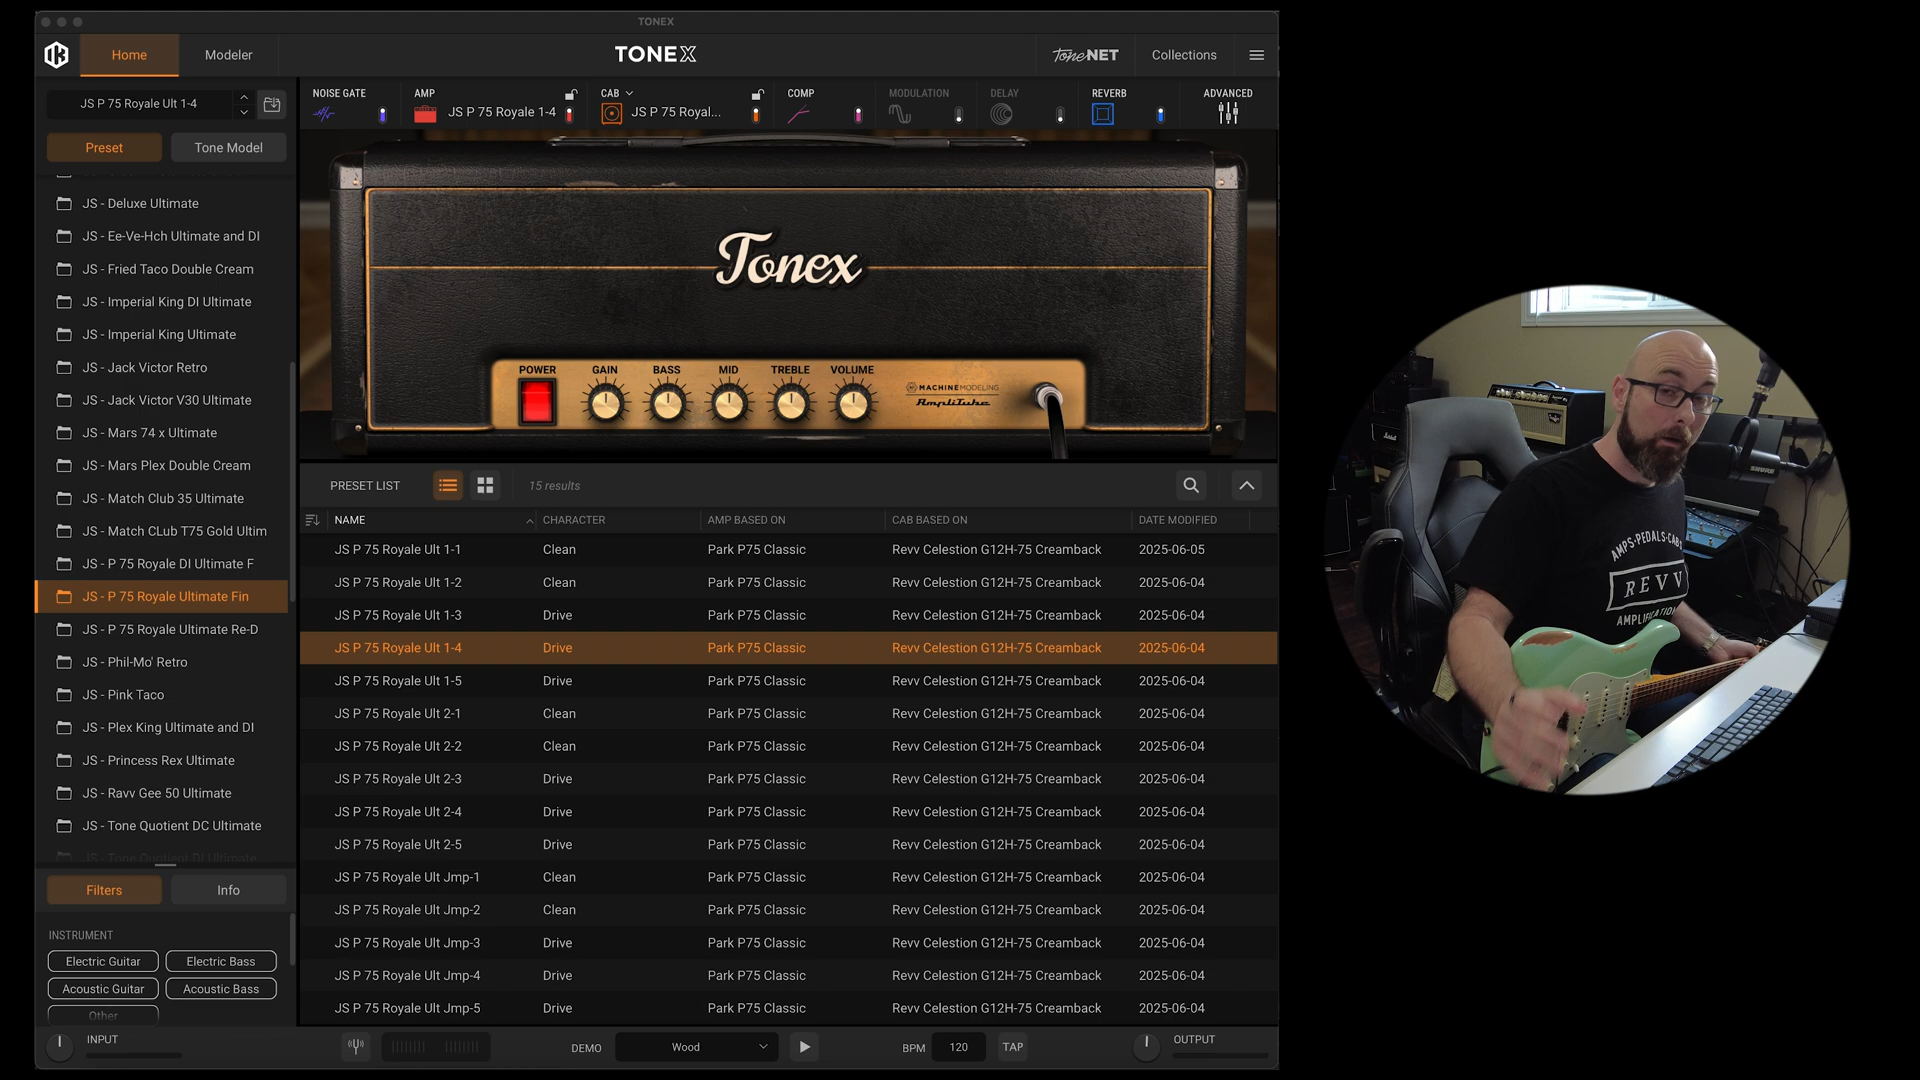 TONEX
Home
Modeler
TONEX
ToneNET
Collections
JS P 75 Royale Ult 1-4
NOISE GATE
AMP
JS P 75 Royale 1-4
CAB
JS P 75 Royal...
COMP
MODULATION
DELAY
REVERB
ADVANCED
Preset
Tone Model
JS - Deluxe Ultimate
JS - Ee-Ve-Hch Ultimate and DI
JS - Fried Taco Double Cream
JS - Imperial King DI Ultimate
JS - Imperial King Ultimate
JS - Jack Victor Retro
JS - Jack Victor V30 Ultimate
JS - Mars 74 x Ultimate
JS - Mars Plex Double Cream
JS - Match Club 35 Ultimate
JS - Match CLub T75 Gold Ultim
JS - P 75 Royale DI Ultimate F
JS - P 75 Royale Ultimate Fin
JS - P 75 Royale Ultimate Re-D
JS - Phil-Mo' Retro
JS - Pink Taco
JS - Plex King Ultimate and DI
JS - Princess Rex Ultimate
JS - Ravv Gee 50 Ultimate
JS - Tone Quotient DC Ultimate
JS - Tone Quotient DI Ultimate
Filters
Info
INSTRUMENT
Electric Guitar
Electric Bass
Acoustic Guitar
Acoustic Bass
Other
Tonex
POWER
GAIN
BASS
MID
TREBLE
VOLUME
MACHINE MODELING
AmpliTube
PRESET LIST
15 results
NAME CHARACTER AMP BASED ON CAB BASED ON DATE MODIFIED
JS P 75 Royale Ult 1-1 Clean Park P75 Classic Revv Celestion G12H-75 Creamback 2025-06-05
JS P 75 Royale Ult 1-2 Clean Park P75 Classic Revv Celestion G12H-75 Creamback 2025-06-04
JS P 75 Royale Ult 1-3 Drive Park P75 Classic Revv Celestion G12H-75 Creamback 2025-06-04
JS P 75 Royale Ult 1-4 Drive Park P75 Classic Revv Celestion G12H-75 Creamback 2025-06-04
JS P 75 Royale Ult 1-5 Drive Park P75 Classic Revv Celestion G12H-75 Creamback 2025-06-04
JS P 75 Royale Ult 2-1 Clean Park P75 Classic Revv Celestion G12H-75 Creamback 2025-06-04
JS P 75 Royale Ult 2-2 Clean Park P75 Classic Revv Celestion G12H-75 Creamback 2025-06-04
JS P 75 Royale Ult 2-3 Drive Park P75 Classic Revv Celestion G12H-75 Creamback 2025-06-04
JS P 75 Royale Ult 2-4 Drive Park P75 Classic Revv Celestion G12H-75 Creamback 2025-06-04
JS P 75 Royale Ult 2-5 Drive Park P75 Classic Revv Celestion G12H-75 Creamback 2025-06-04
JS P 75 Royale Ult Jmp-1 Clean Park P75 Classic Revv Celestion G12H-75 Creamback 2025-06-04
JS P 75 Royale Ult Jmp-2 Clean Park P75 Classic Revv Celestion G12H-75 Creamback 2025-06-04
JS P 75 Royale Ult Jmp-3 Drive Park P75 Classic Revv Celestion G12H-75 Creamback 2025-06-04
JS P 75 Royale Ult Jmp-4 Drive Park P75 Classic Revv Celestion G12H-75 Creamback 2025-06-04
JS P 75 Royale Ult Jmp-5 Drive Park P75 Classic Revv Celestion G12H-75 Creamback 2025-06-04
INPUT
DEMO
Wood
BPM
120
TAP
OUTPUT
Marshall
SHURE
AMPS·PEDALS·CABS
REVV
AMPLIFICATION